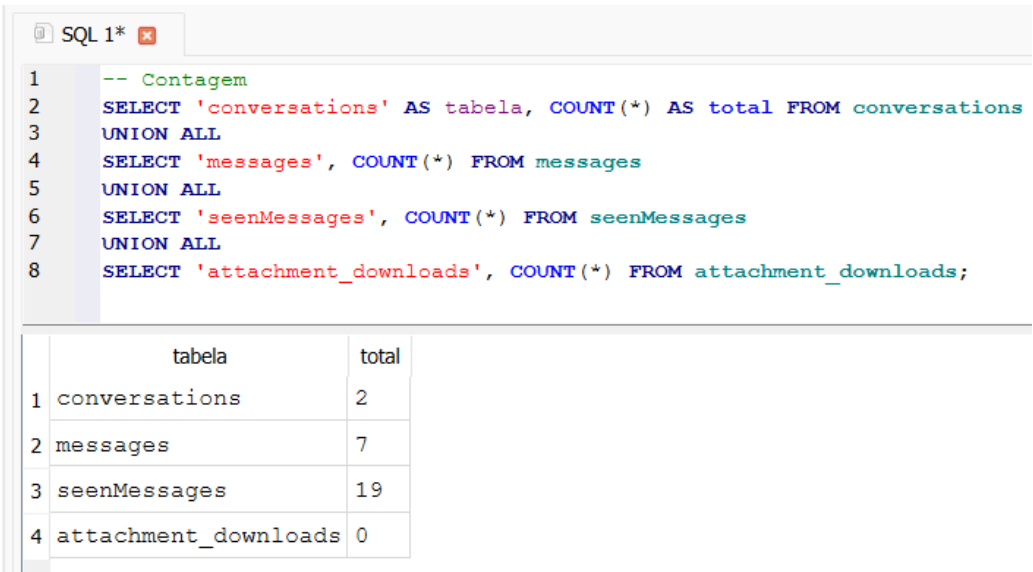 SQL 1*
1 -- Contagem
2 SELECT 'conversations' AS tabela, COUNT(*) AS total FROM conversations
3 UNION ALL
4 SELECT 'messages', COUNT(*) FROM messages
5 UNION ALL
6 SELECT 'seenMessages', COUNT(*) FROM seenMessages
7 UNION ALL
8 SELECT 'attachment_downloads', COUNT(*) FROM attachment_downloads;
tabela total
1 conversations 2
2 messages 7
3 seenMessages 19
4 attachment_downloads 0